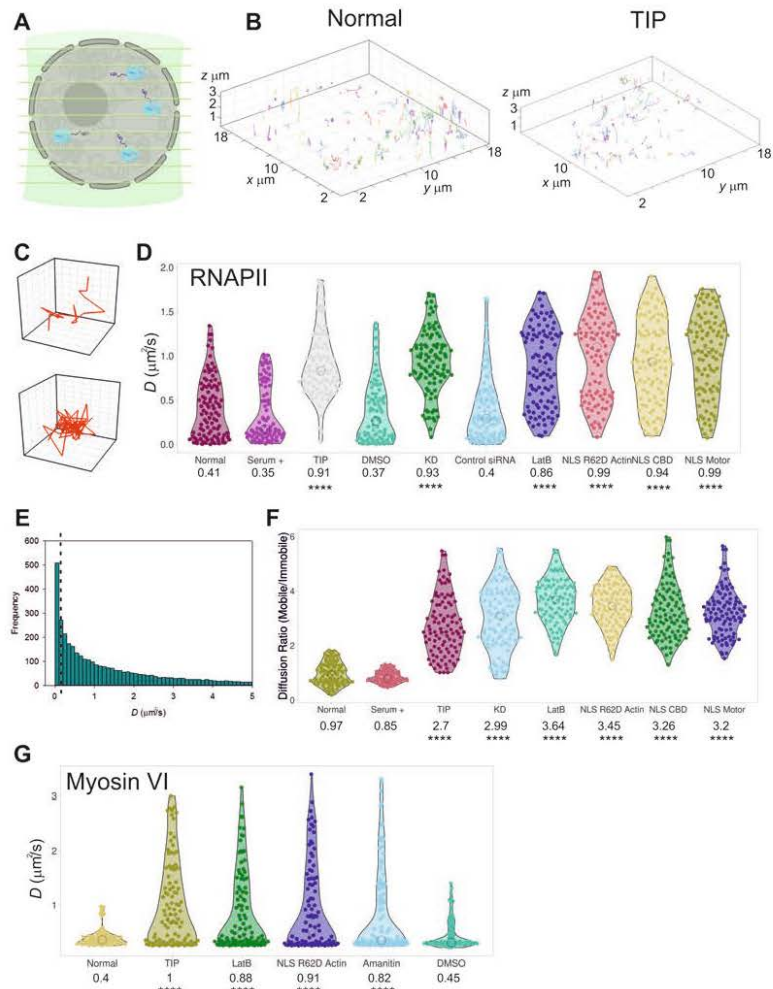 A
B
Normal
TIP
z μm
3
2
1
18
10
x μm
2
2
10
y μm
18
z μm
3
1
18
10
x μm
2
10
y μm
18
C
D
RNAPII
D (μm²/s)
2.0
1.5
1.0
0.5
0.0
Normal Serum + TIP DMSO KD Control siRNA LatB NLS R62D Actin NLS CBD NLS Motor
0.41 0.35 0.91 0.37 0.93 0.4 0.86 0.99 0.94 0.99
**** **** **** **** **** ****
E
Frequency
600
500
400
300
200
100
0
0 1 2 3 4 5
D (μm²/s)
F
Diffusion Ratio (Mobile/Immobile)
6
4
2
0
Normal Serum + TIP KD LatB NLS R62D Actin NLS CBD NLS Motor
0.97 0.85 2.7 2.99 3.64 3.45 3.26 3.2
**** **** **** **** **** ****
G
Myosin VI
D (μm²/s)
3
2
1
Normal TIP LatB NLS R62D Actin Amanitin DMSO
0.4 1 0.88 0.91 0.82 0.45
**** **** **** ****